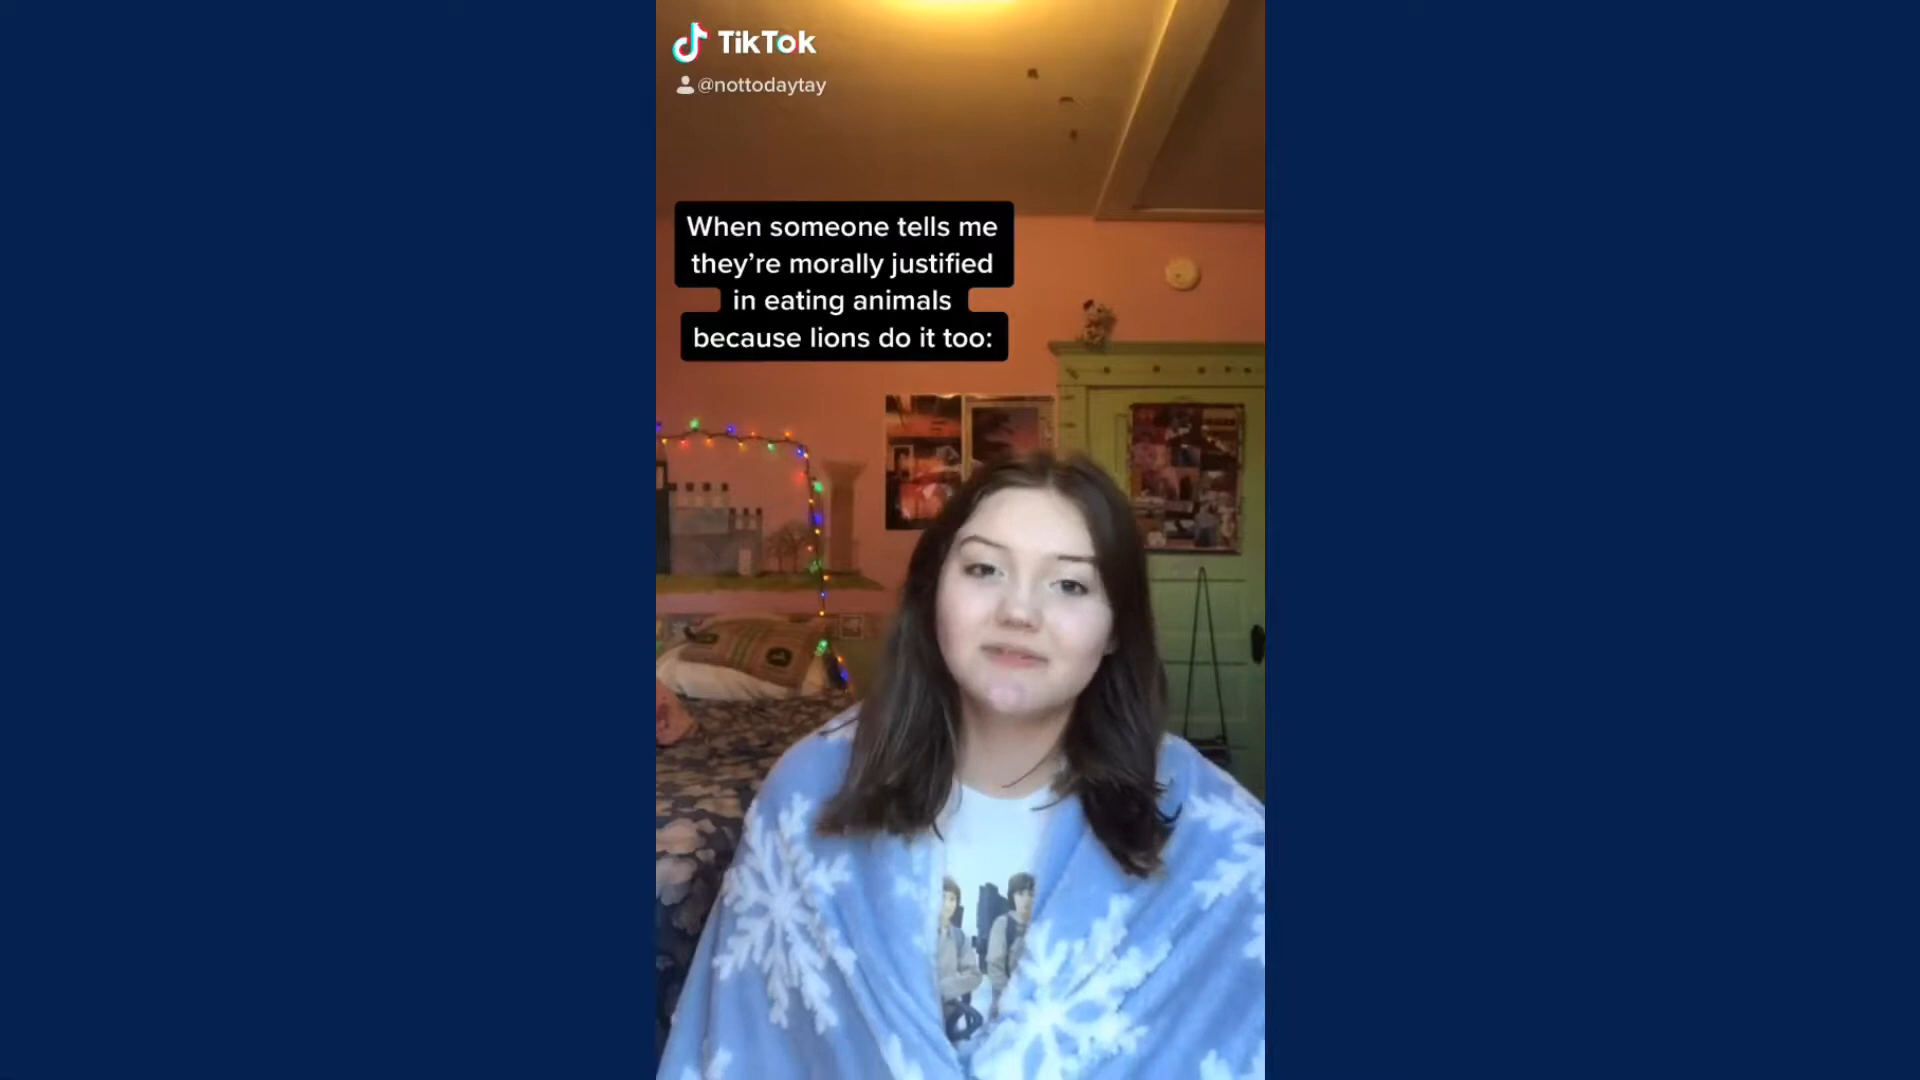 TikTok
@nottodaytay
When someone tells me
they’re morally justified
in eating animals
because lions do it too: